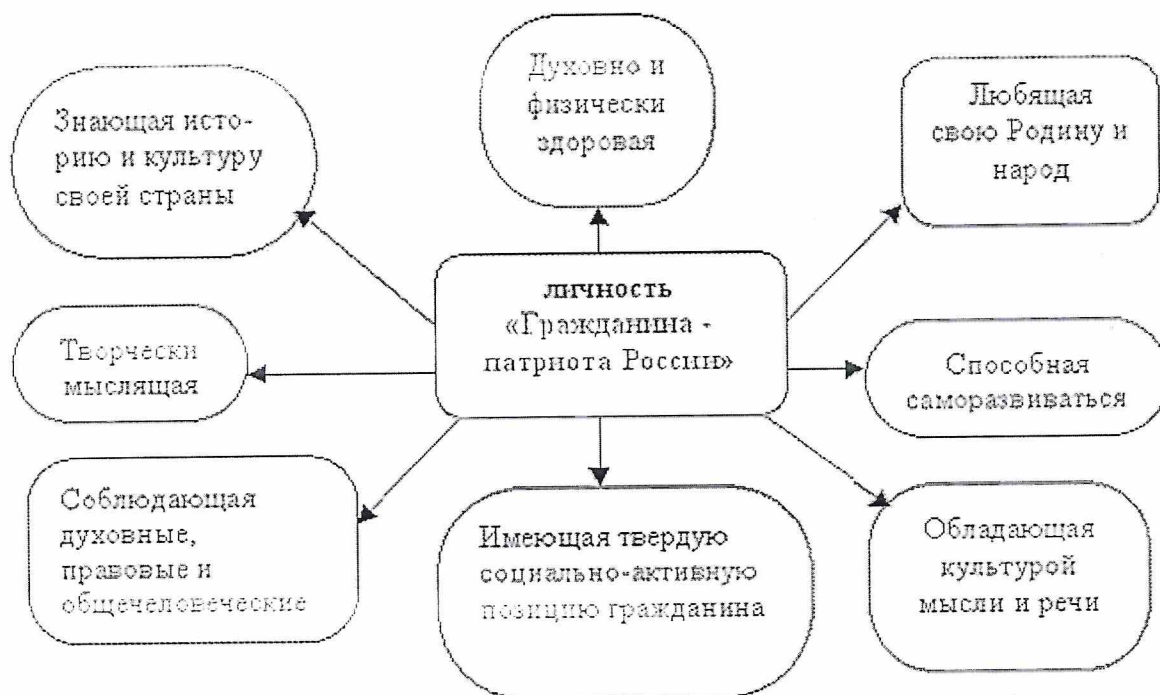 Духовно и
физически
здоровая
Знающая исто-
рию и культуру
своей страны
Любящая
свою Родину и
народ
личность
«Гражданина -
патриота России»
Творчески
мыслящая
Способная
саморазвиваться
Соблюдающая
духовные,
правовые и
общечеловеческие
Имеющая твердую
социально-активную
позицию гражданина
Обладающая
культурой
мысли и речи